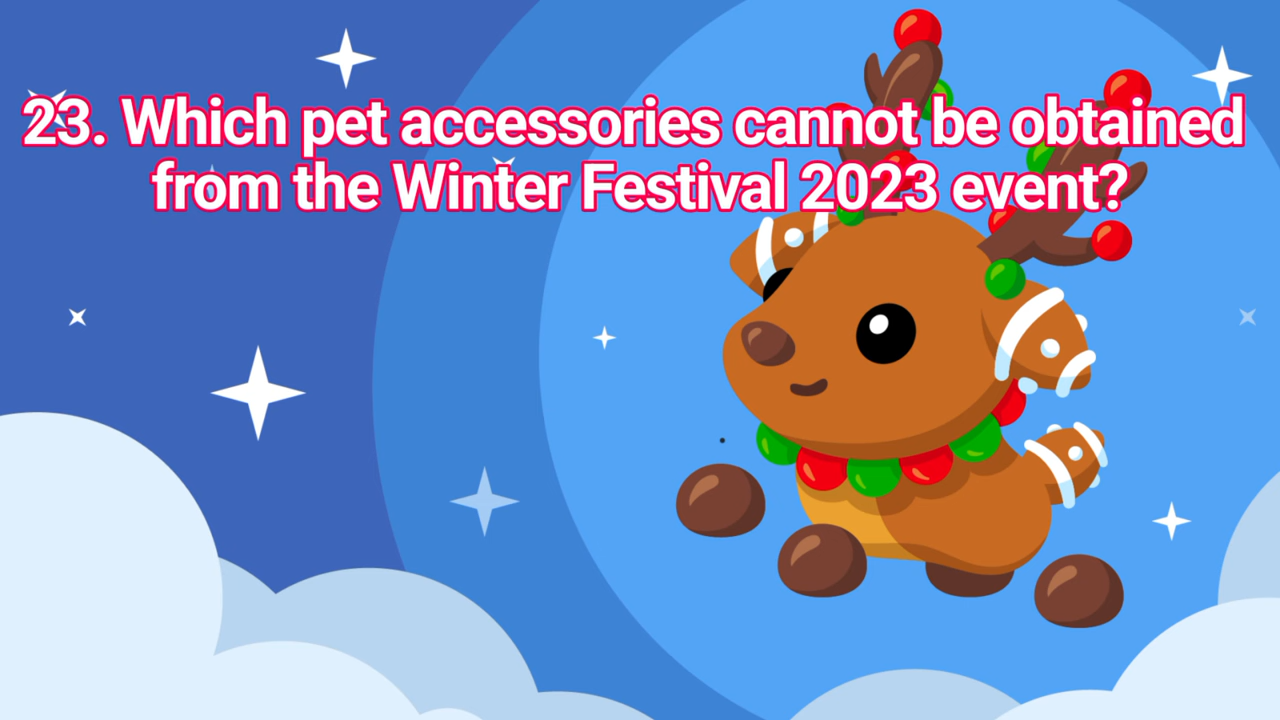 23. Which pet accessories cannot be obtained
from the Winter Festival 2023 event?